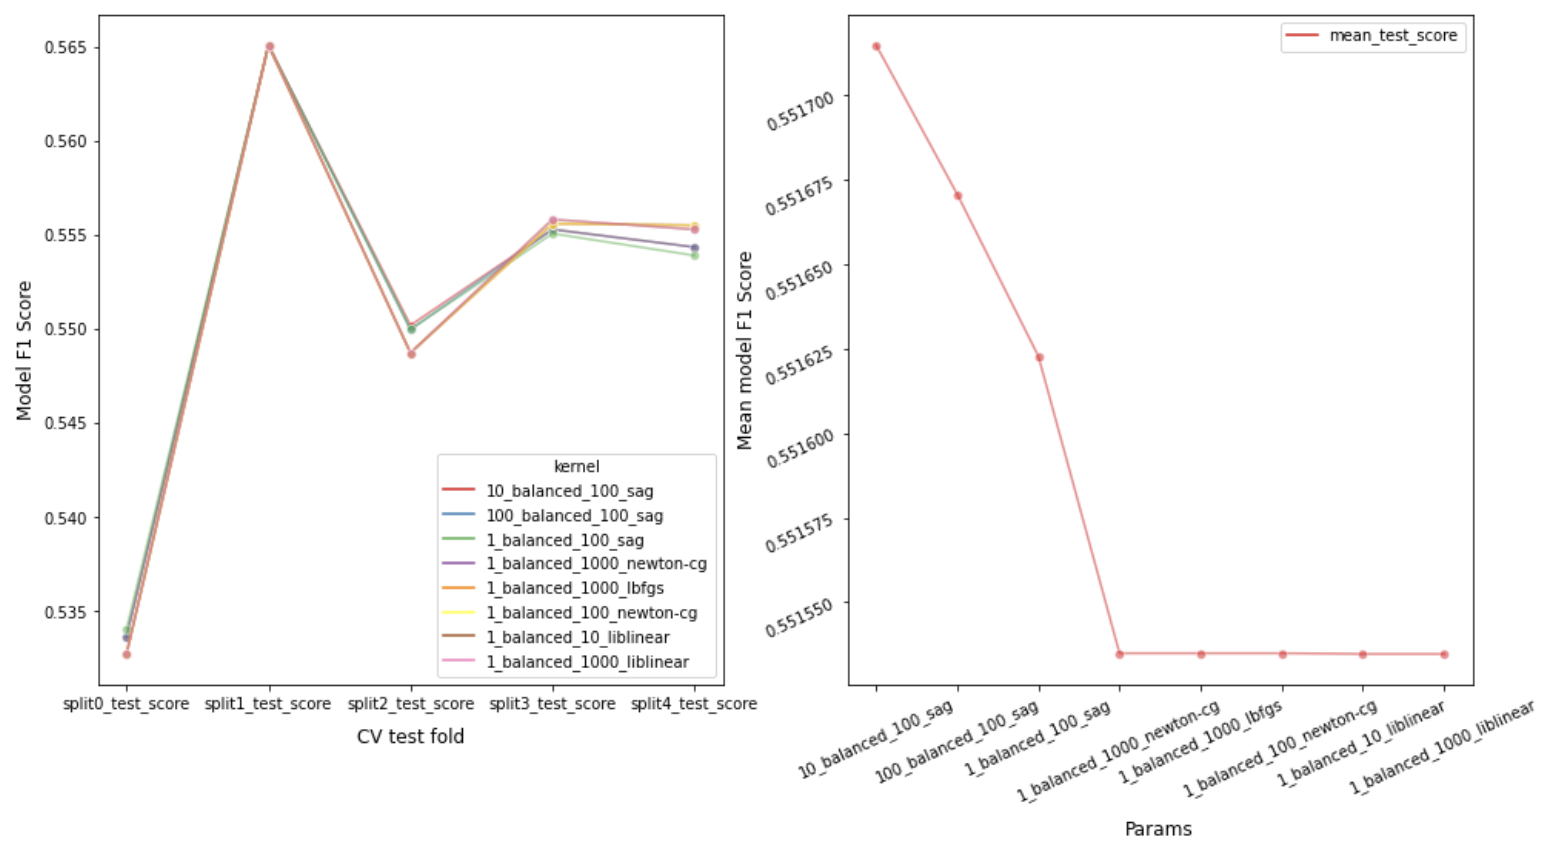 0.565
0.560
0.555
0.550
0.545
0.540
0.535
Model F1 Score
split0_test_score
split1_test_score
split2_test_score
split3_test_score
split4_test_score
CV test fold
kernel
10_balanced_100_sag
100_balanced_100_sag
1_balanced_100_sag
1_balanced_1000_newton-cg
1_balanced_1000_lbfgs
1_balanced_100_newton-cg
1_balanced_10_liblinear
1_balanced_1000_liblinear
mean_test_score
0.551700
0.551675
0.551650
0.551625
0.551600
0.551575
0.551550
Mean model F1 Score
10_balanced_100_sag
100_balanced_100_sag
1_balanced_100_sag
1_balanced_1000_newton-cg
1_balanced_1000_lbfgs
1_balanced_100_newton-cg
1_balanced_10_liblinear
1_balanced_1000_liblinear
Params